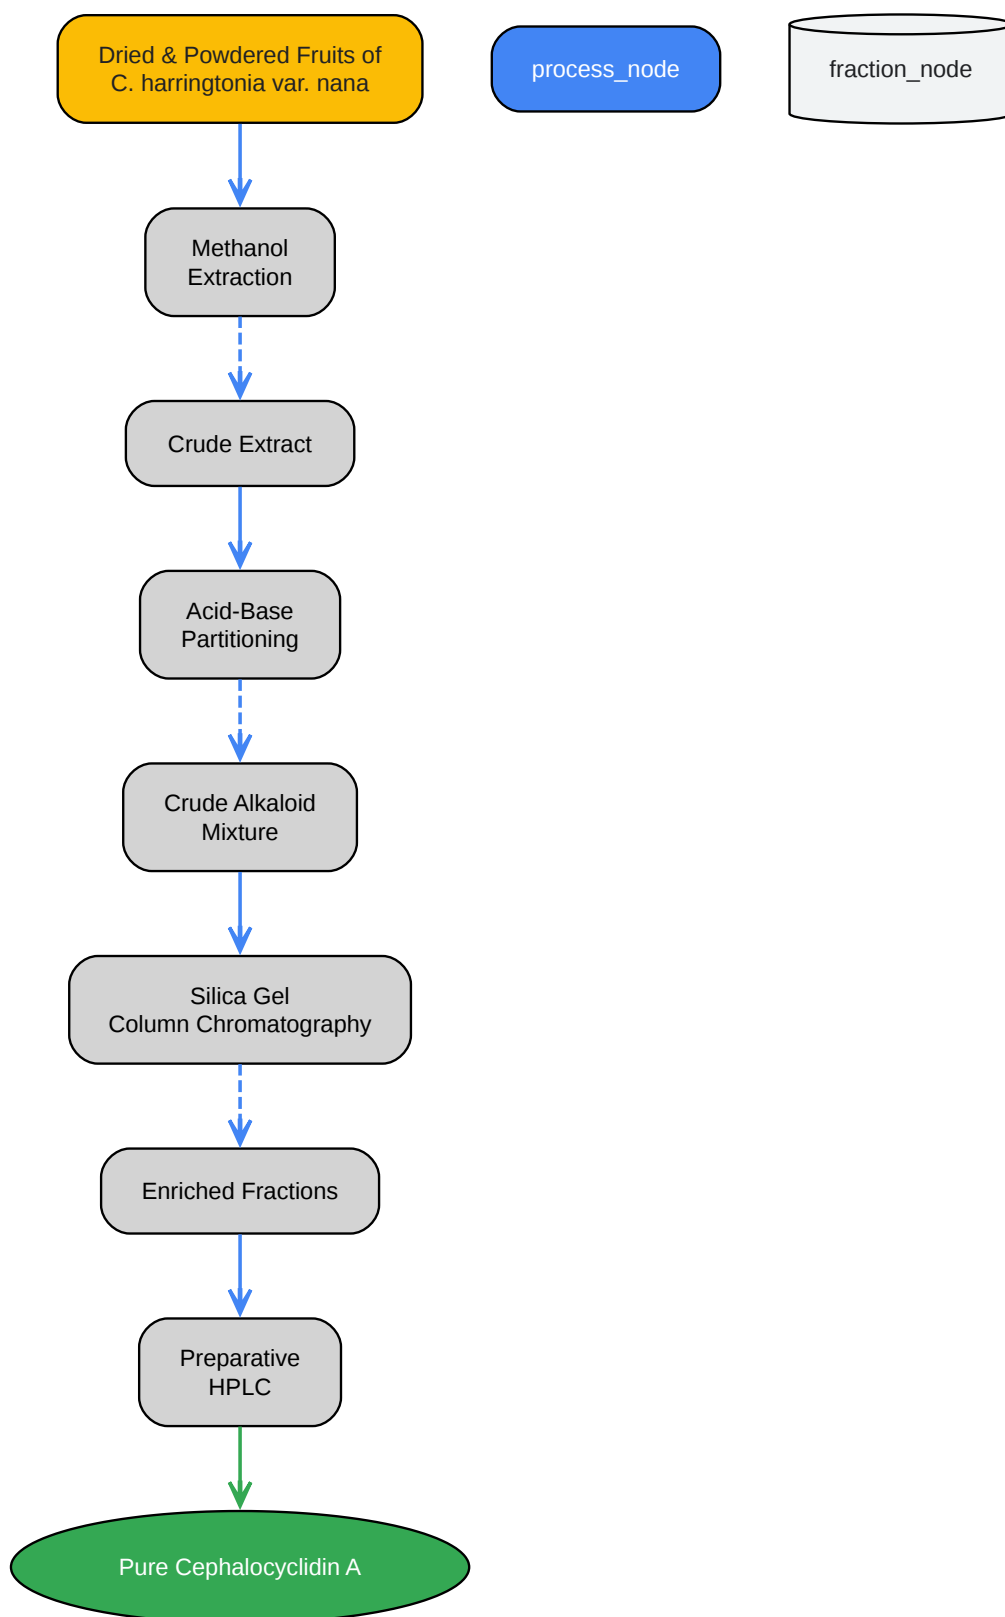 Dried & Powdered Fruits of
C. harringtonia var. nana
process_node
fraction_node
Methanol
Extraction
Crude Extract
Acid-Base
Partitioning
Crude Alkaloid
Mixture
Silica Gel
Column Chromatography
Enriched Fractions
Preparative
HPLC
Pure Cephalocyclidin A